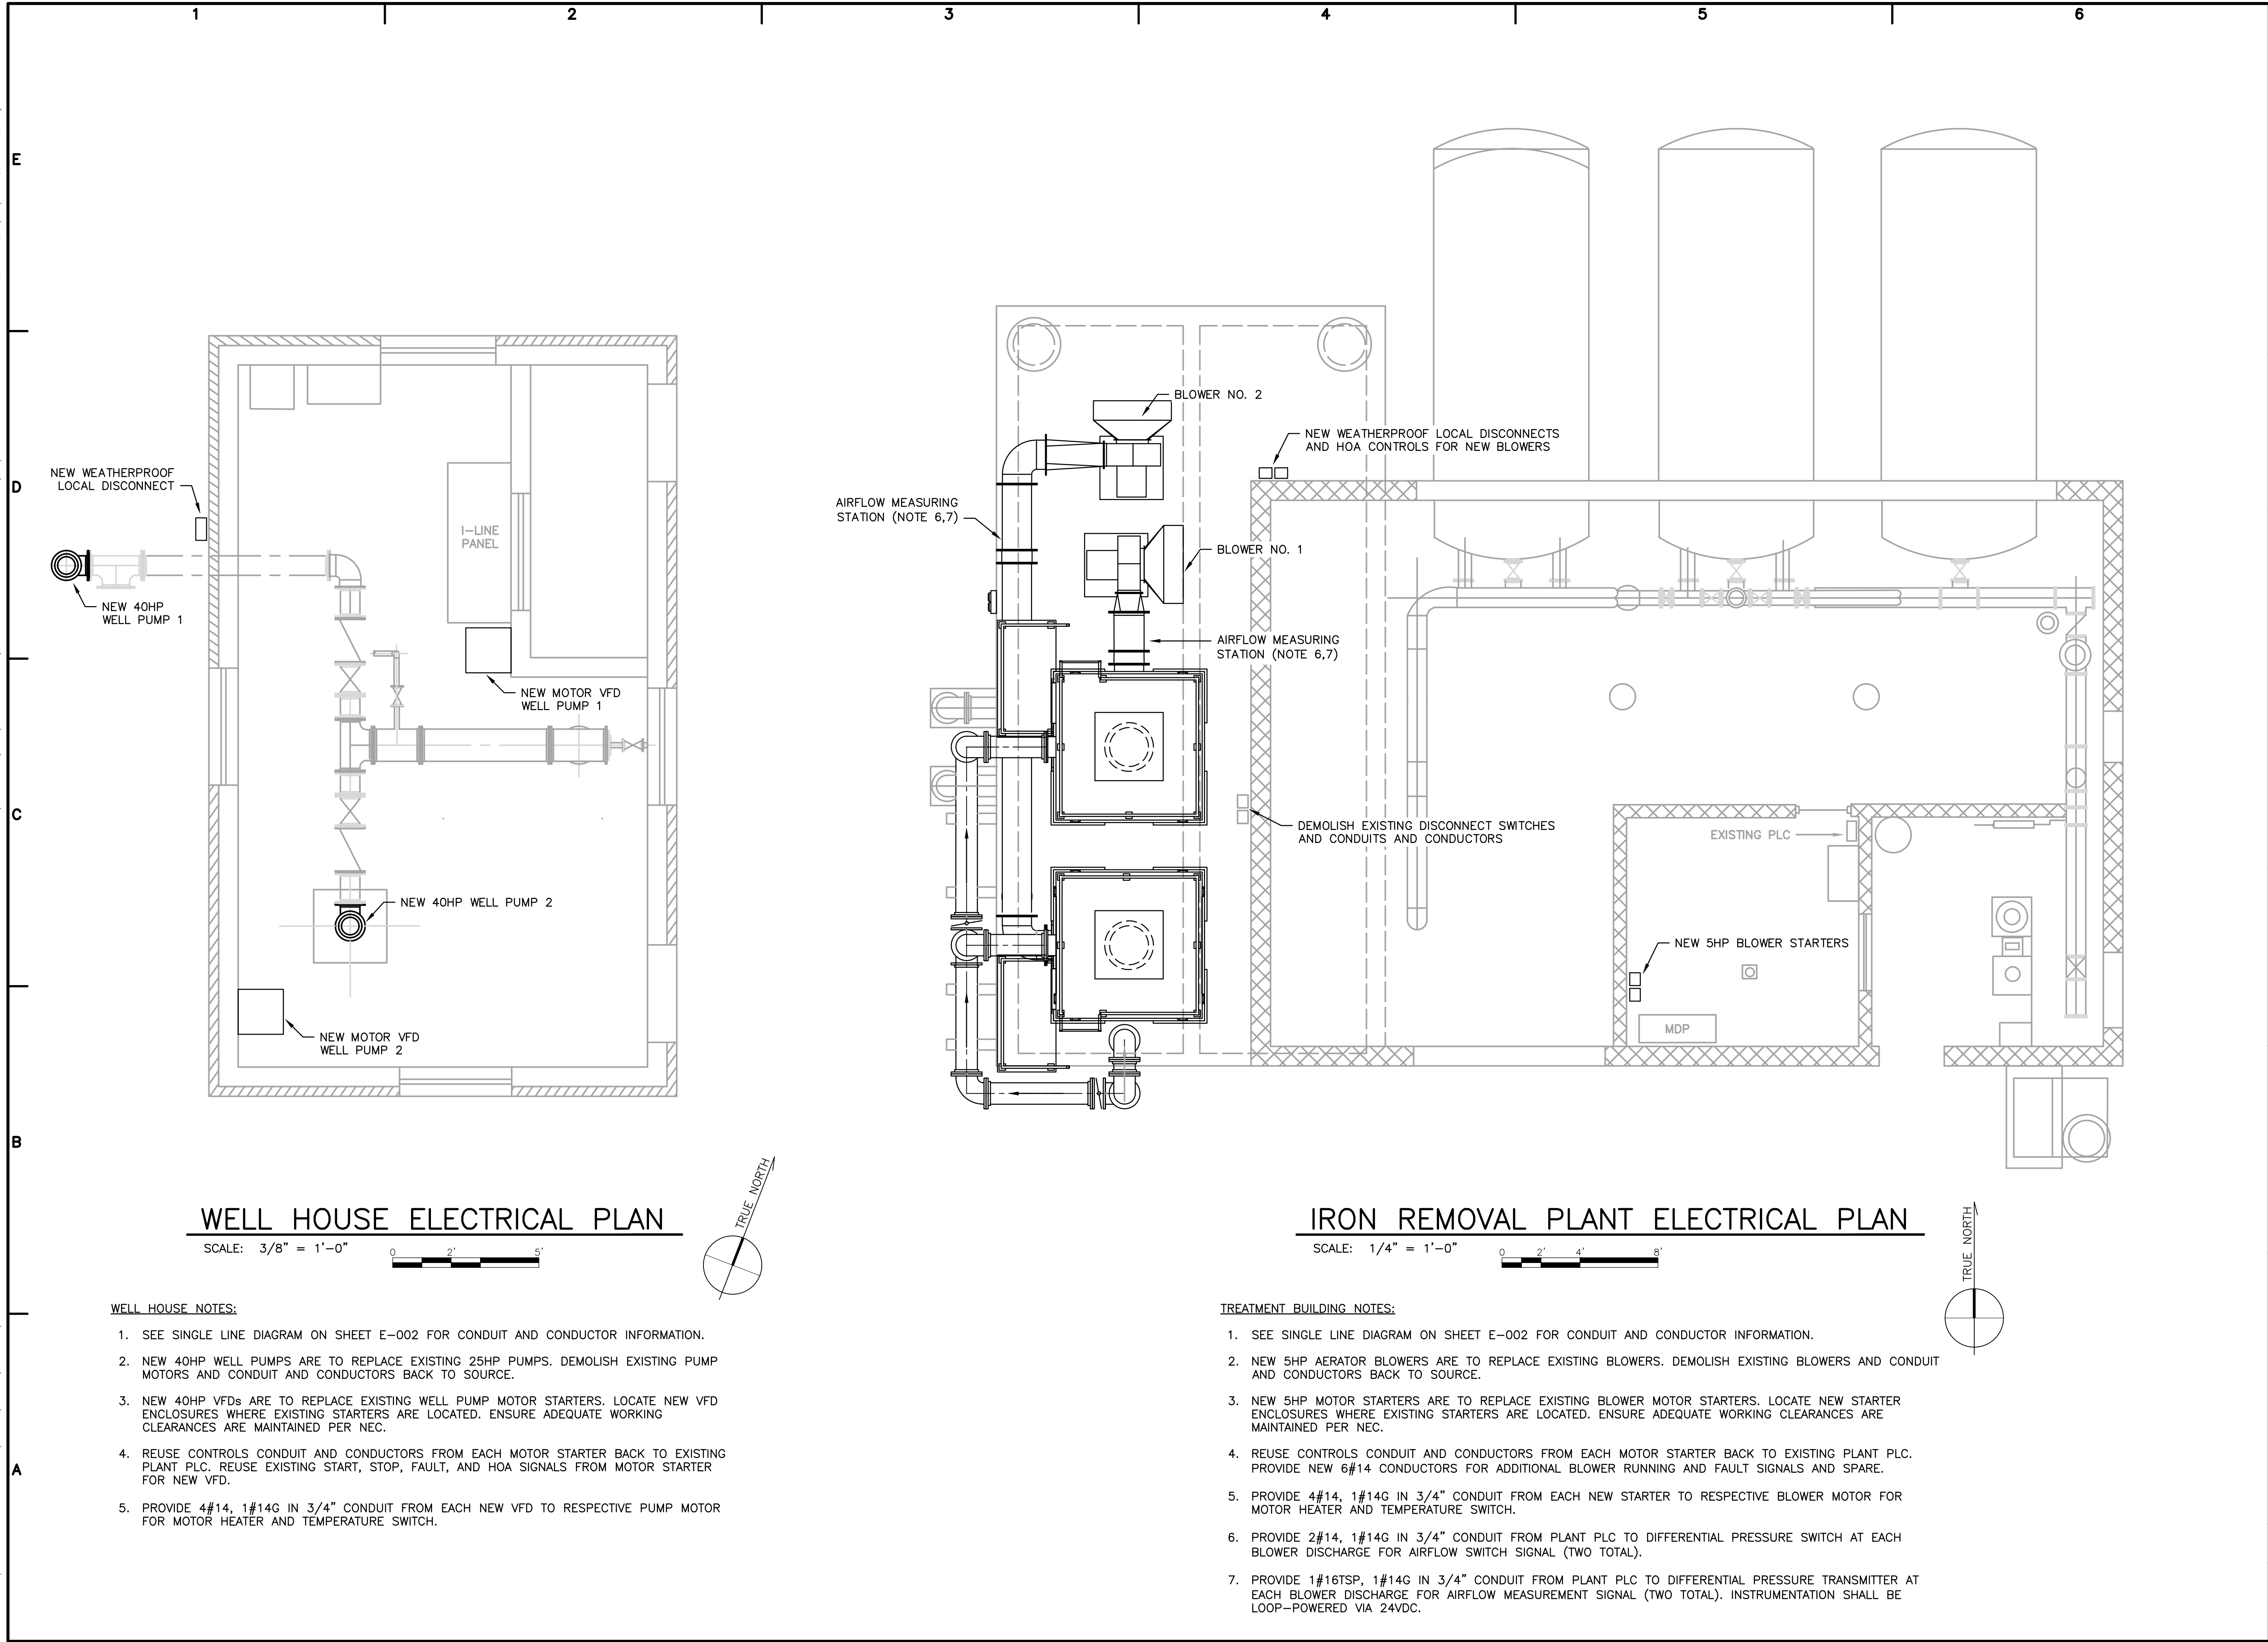 1 2 3 4 5 6
E
D
C
B
A
NEW WEATHERPROOF
LOCAL DISCONNECT
NEW 40HP
WELL PUMP 1
I-LINE
PANEL
NEW MOTOR VFD
WELL PUMP 1
NEW 40HP WELL PUMP 2
NEW MOTOR VFD
WELL PUMP 2
BLOWER NO. 2
NEW WEATHERPROOF LOCAL DISCONNECTS
AND HOA CONTROLS FOR NEW BLOWERS
AIRFLOW MEASURING
STATION (NOTE 6,7)
BLOWER NO. 1
AIRFLOW MEASURING
STATION (NOTE 6,7)
DEMOLISH EXISTING DISCONNECT SWITCHES
AND CONDUITS AND CONDUCTORS
EXISTING PLC
NEW 5HP BLOWER STARTERS
MDP
WELL HOUSE ELECTRICAL PLAN
SCALE: 3/8" = 1'-0"
0 2' 5'
TRUE NORTH
WELL HOUSE NOTES:
1. SEE SINGLE LINE DIAGRAM ON SHEET E-002 FOR CONDUIT AND CONDUCTOR INFORMATION.
2. NEW 40HP WELL PUMPS ARE TO REPLACE EXISTING 25HP PUMPS. DEMOLISH EXISTING PUMP
MOTORS AND CONDUIT AND CONDUCTORS BACK TO SOURCE.
3. NEW 40HP VFDs ARE TO REPLACE EXISTING WELL PUMP MOTOR STARTERS. LOCATE NEW VFD
ENCLOSURES WHERE EXISTING STARTERS ARE LOCATED. ENSURE ADEQUATE WORKING
CLEARANCES ARE MAINTAINED PER NEC.
4. REUSE CONTROLS CONDUIT AND CONDUCTORS FROM EACH MOTOR STARTER BACK TO EXISTING
PLANT PLC. REUSE EXISTING START, STOP, FAULT, AND HOA SIGNALS FROM MOTOR STARTER
FOR NEW VFD.
5. PROVIDE 4#14, 1#14G IN 3/4" CONDUIT FROM EACH NEW VFD TO RESPECTIVE PUMP MOTOR
FOR MOTOR HEATER AND TEMPERATURE SWITCH.
IRON REMOVAL PLANT ELECTRICAL PLAN
SCALE: 1/4" = 1'-0"
0 2' 4' 8'
TRUE NORTH
TREATMENT BUILDING NOTES:
1. SEE SINGLE LINE DIAGRAM ON SHEET E-002 FOR CONDUIT AND CONDUCTOR INFORMATION.
2. NEW 5HP AERATOR BLOWERS ARE TO REPLACE EXISTING BLOWERS. DEMOLISH EXISTING BLOWERS AND CONDUIT
AND CONDUCTORS BACK TO SOURCE.
3. NEW 5HP MOTOR STARTERS ARE TO REPLACE EXISTING BLOWER MOTOR STARTERS. LOCATE NEW STARTER
ENCLOSURES WHERE EXISTING STARTERS ARE LOCATED. ENSURE ADEQUATE WORKING CLEARANCES ARE
MAINTAINED PER NEC.
4. REUSE CONTROLS CONDUIT AND CONDUCTORS FROM EACH MOTOR STARTER BACK TO EXISTING PLANT PLC.
PROVIDE NEW 6#14 CONDUCTORS FOR ADDITIONAL BLOWER RUNNING AND FAULT SIGNALS AND SPARE.
5. PROVIDE 4#14, 1#14G IN 3/4" CONDUIT FROM EACH NEW STARTER TO RESPECTIVE BLOWER MOTOR FOR
MOTOR HEATER AND TEMPERATURE SWITCH.
6. PROVIDE 2#14, 1#14G IN 3/4" CONDUIT FROM PLANT PLC TO DIFFERENTIAL PRESSURE SWITCH AT EACH
BLOWER DISCHARGE FOR AIRFLOW SWITCH SIGNAL (TWO TOTAL).
7. PROVIDE 1#16TSP, 1#14G IN 3/4" CONDUIT FROM PLANT PLC TO DIFFERENTIAL PRESSURE TRANSMITTER AT
EACH BLOWER DISCHARGE FOR AIRFLOW MEASUREMENT SIGNAL (TWO TOTAL). INSTRUMENTATION SHALL BE
LOOP-POWERED VIA 24VDC.